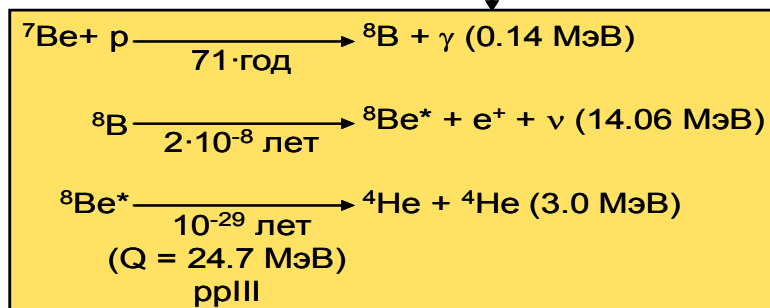 ⁷Be+ p → ⁸B + γ (0.14 МэВ)
71·год
⁸B → ⁸Be* + e⁺ + ν (14.06 МэВ)
2·10⁻⁸ лет
⁸Be* → ⁴He + ⁴He (3.0 МэВ)
10⁻²⁹ лет
(Q = 24.7 МэВ)
ppIII